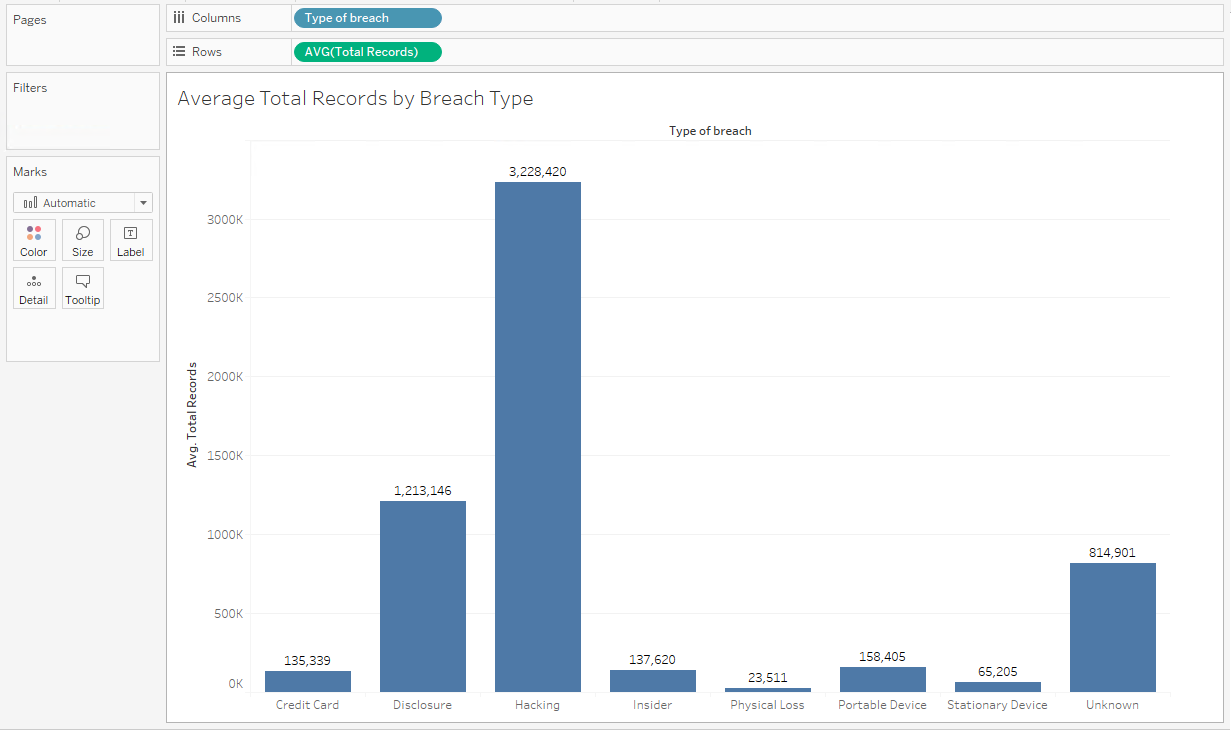 Pages
Columns
Type of breach
Rows
AVG(Total Records)
Filters
Marks
Automatic
Color
Size
Label
Detail
Tooltip
Average Total Records by Breach Type
Type of breach
Avg. Total Records
3000K
2500K
2000K
1500K
1000K
500K
0K
135,339
1,213,146
3,228,420
137,620
23,511
158,405
65,205
814,901
Credit Card
Disclosure
Hacking
Insider
Physical Loss
Portable Device
Stationary Device
Unknown